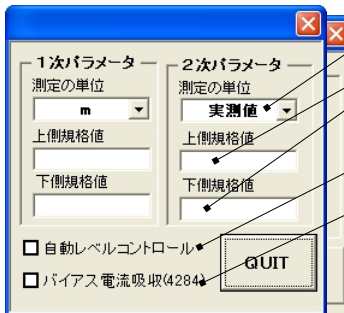 1次パラメータ
測定の単位
m
上側規格値
下側規格値
2次パラメータ
測定の単位
実測値
上側規格値
下側規格値
自動レベルコントロール
バイアス電流吸収(4284)
QUIT